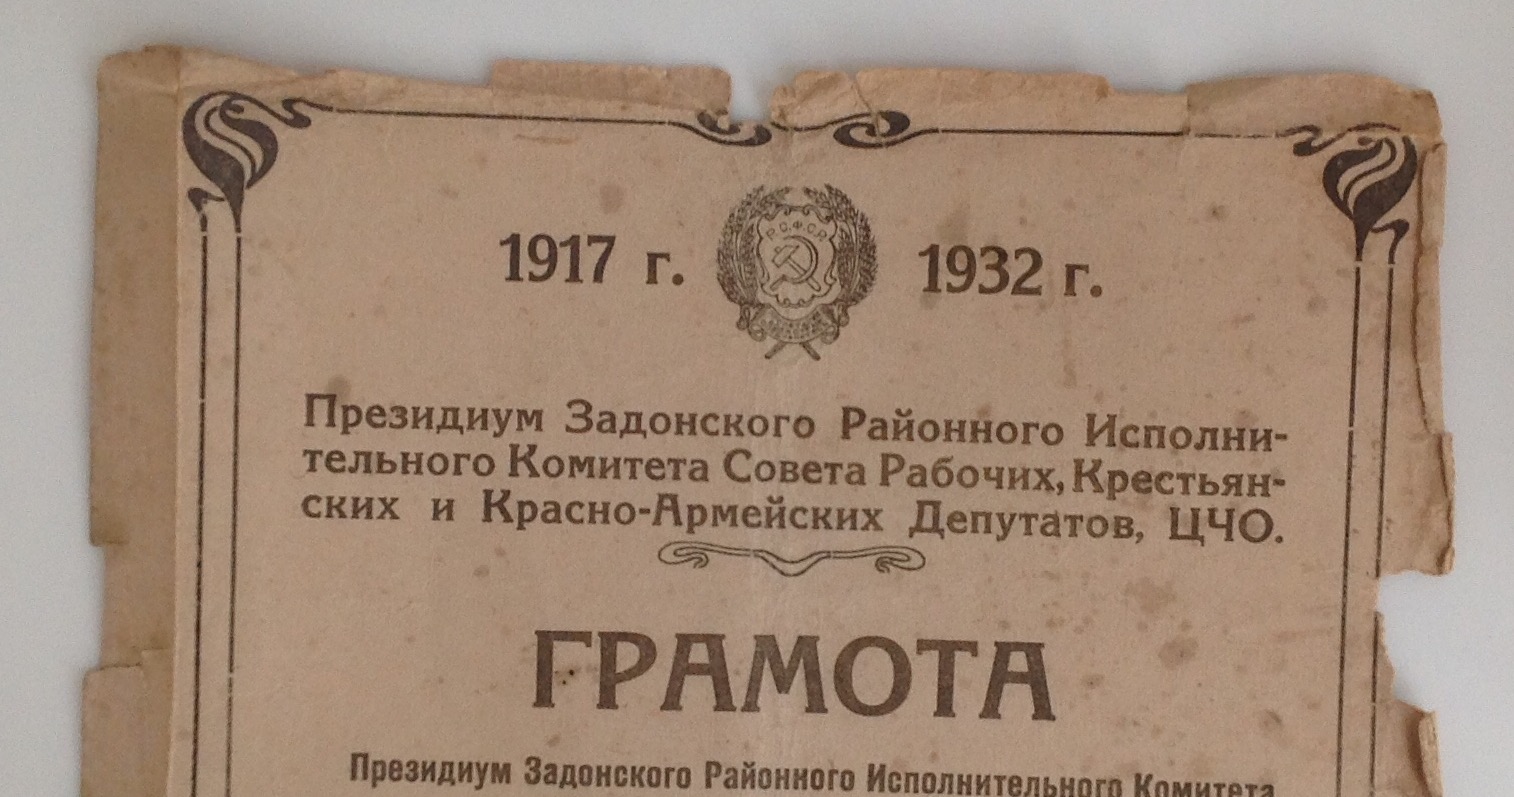 1917 г. Р.С.Ф.С.Р. 1932 г.
Президиум Задонского Районного Исполни-
тельного Комитета Совета Рабочих, Крестьян-
ских и Красно-Армейских Депутатов, ЦЧО.
ГРАМОТА
Президиум Задонского Районного Исполнительного Комитета